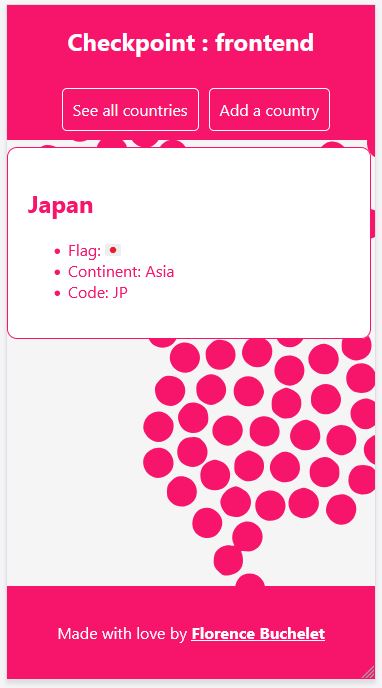 Checkpoint : frontend
See all countries
Add a country
Japan
Flag: 🇯🇵
Continent: Asia
Code: JP
Made with love by Florence Buchelet